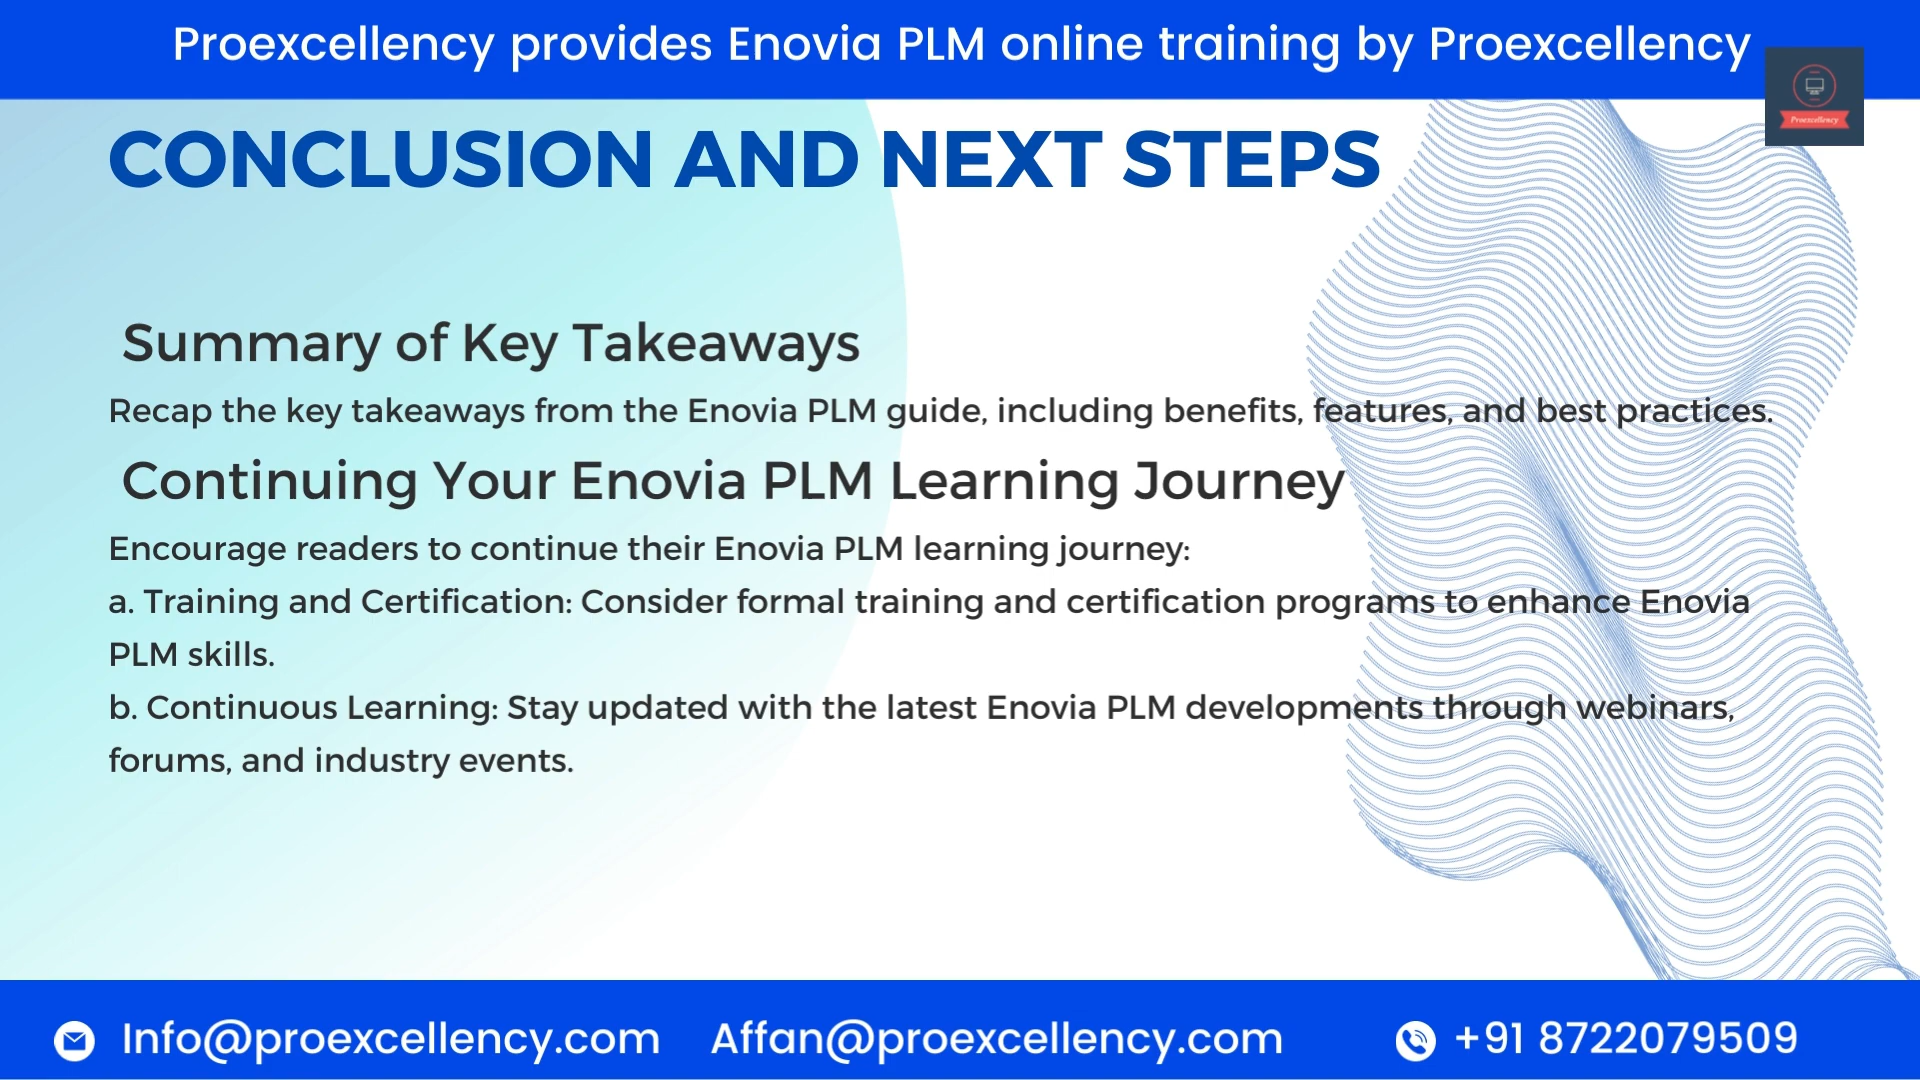 Proexcellency provides Enovia PLM online training by Proexcellency
Proexcellency
CONCLUSION AND NEXT STEPS
Summary of Key Takeaways
Recap the key takeaways from the Enovia PLM guide, including benefits, features, and best practices.
Continuing Your Enovia PLM Learning Journey
Encourage readers to continue their Enovia PLM learning journey:
a. Training and Certification: Consider formal training and certification programs to enhance Enovia
PLM skills.
b. Continuous Learning: Stay updated with the latest Enovia PLM developments through webinars,
forums, and industry events.
Info@proexcellency.com Affan@proexcellency.com +91 8722079509